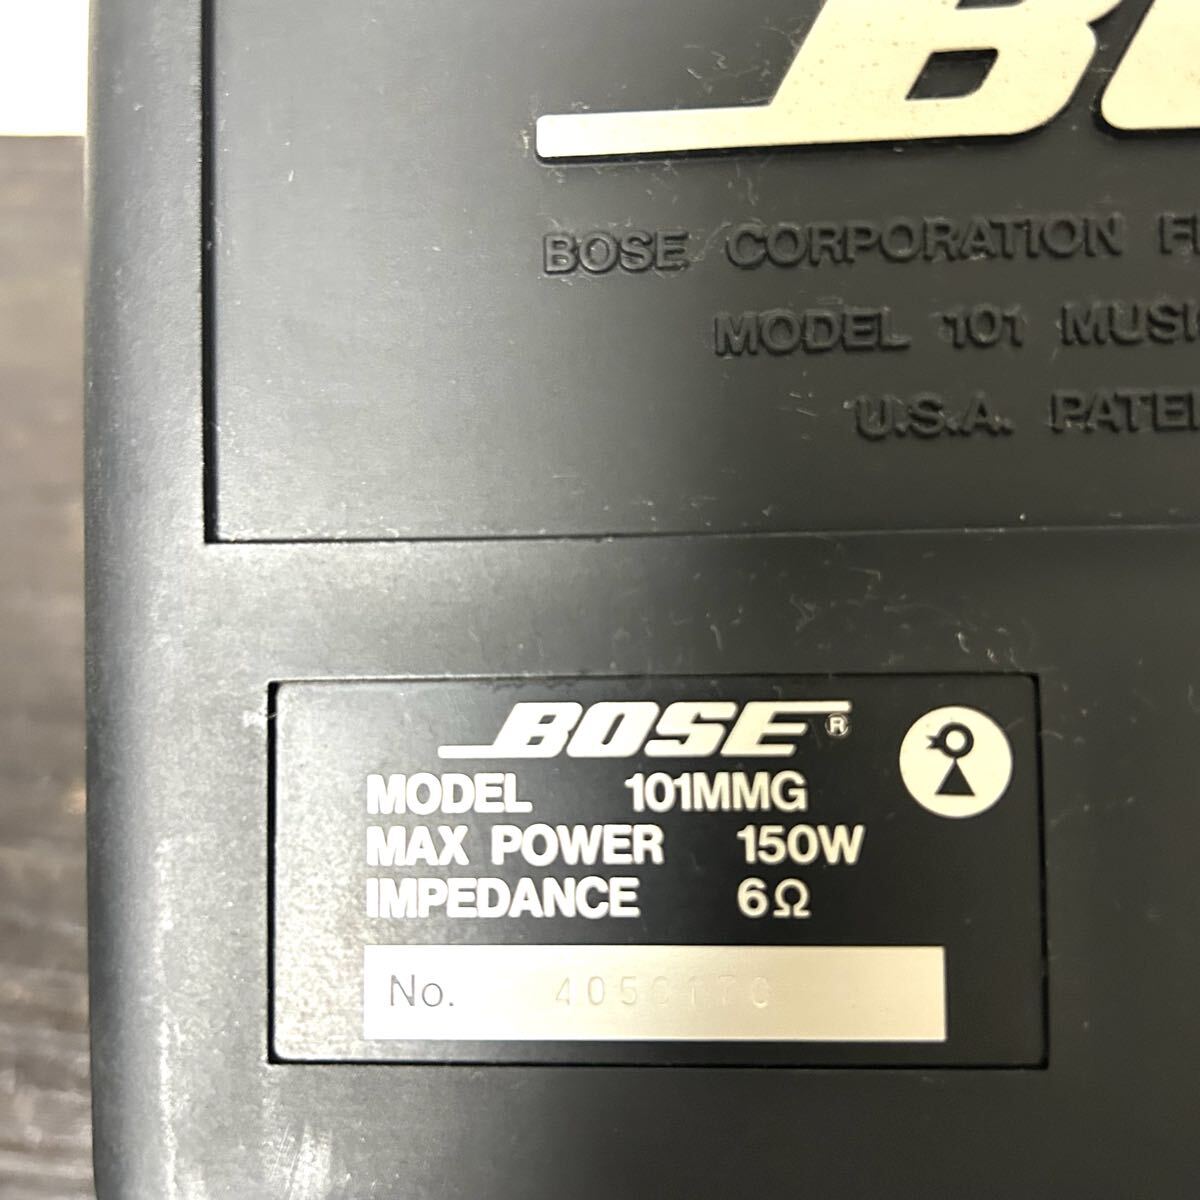 BOSE CORPORATION
MODEL 101
U.S.A.
BOSE®
MODEL 101MMG
MAX POWER 150W
IMPEDANCE 6Ω
No.